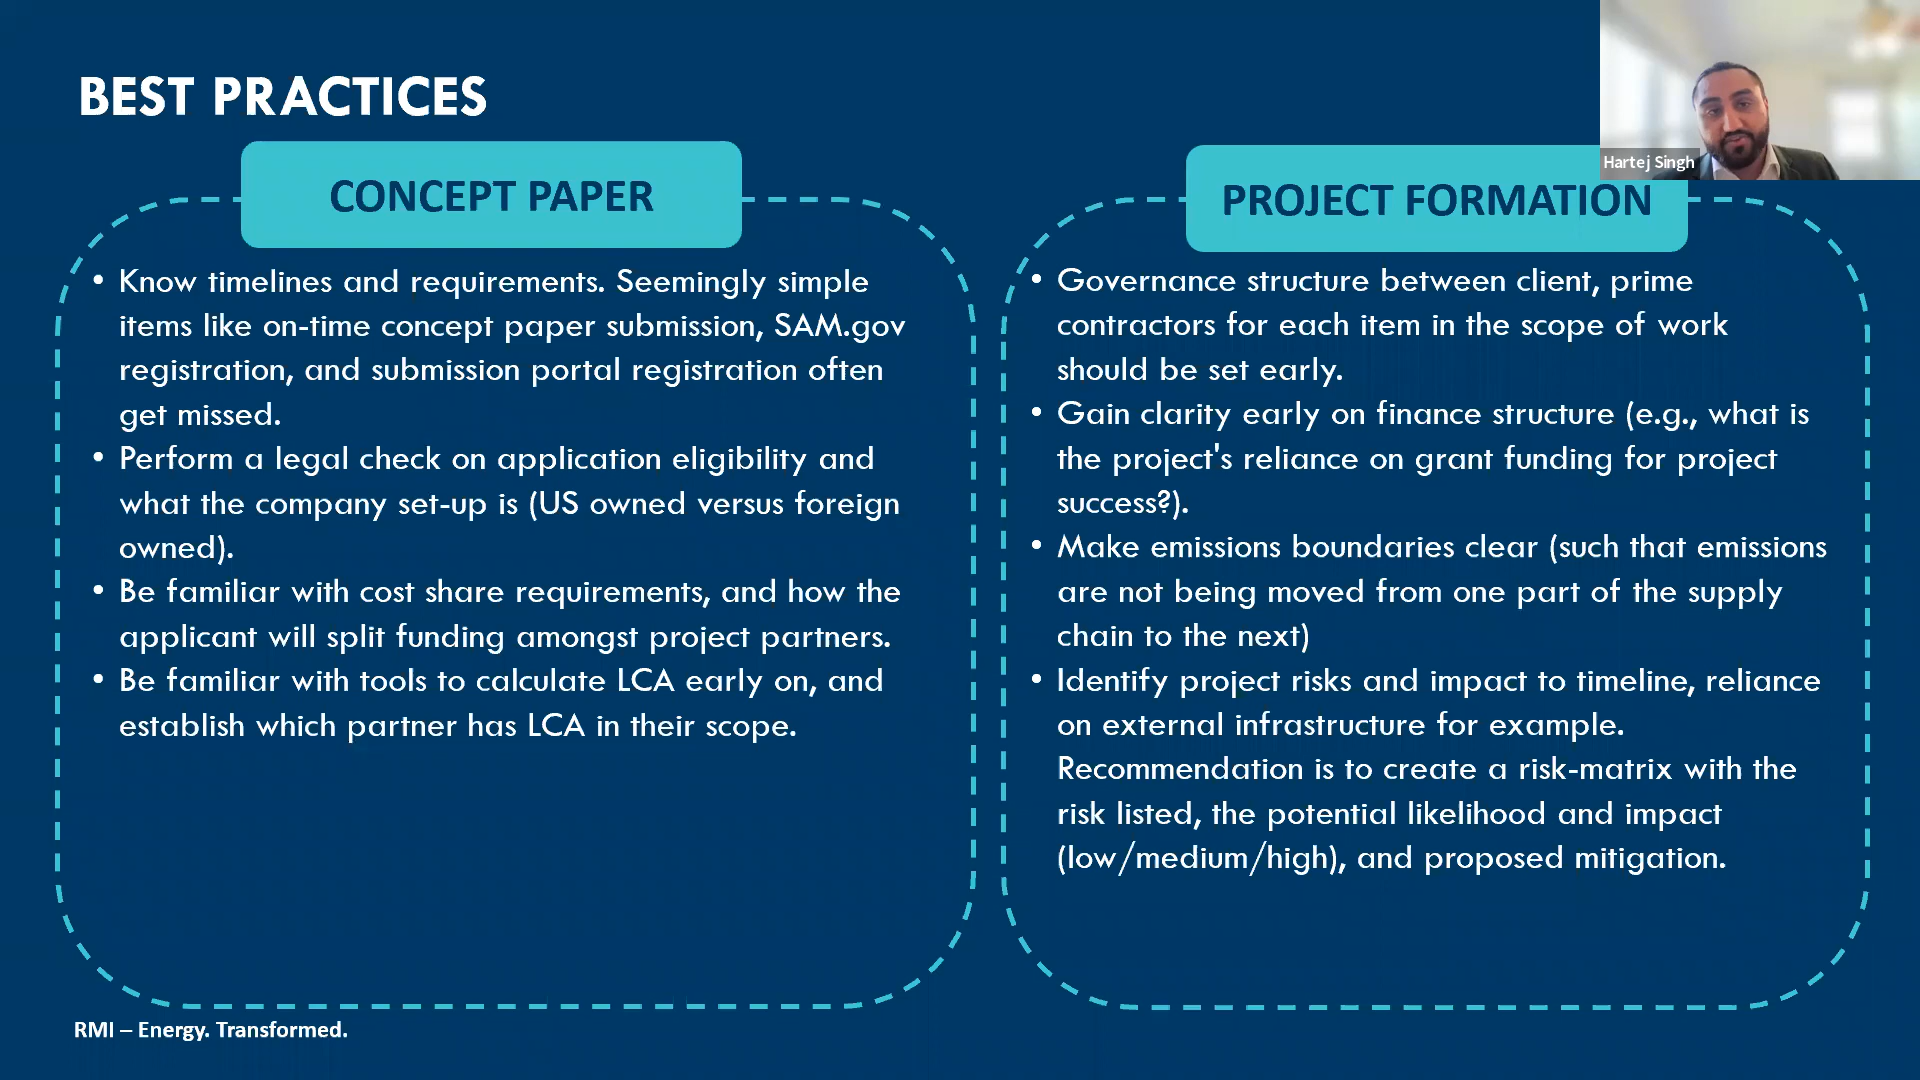 BEST PRACTICES
Hartej Singh
CONCEPT PAPER
• Know timelines and requirements. Seemingly simple
items like on-time concept paper submission, SAM.gov
registration, and submission portal registration often
get missed.
• Perform a legal check on application eligibility and
what the company set-up is (US owned versus foreign
owned).
• Be familiar with cost share requirements, and how the
applicant will split funding amongst project partners.
• Be familiar with tools to calculate LCA early on, and
establish which partner has LCA in their scope.
PROJECT FORMATION
• Governance structure between client, prime
contractors for each item in the scope of work
should be set early.
• Gain clarity early on finance structure (e.g., what is
the project's reliance on grant funding for project
success?).
• Make emissions boundaries clear (such that emissions
are not being moved from one part of the supply
chain to the next)
• Identify project risks and impact to timeline, reliance
on external infrastructure for example.
Recommendation is to create a risk-matrix with the
risk listed, the potential likelihood and impact
(low/medium/high), and proposed mitigation.
RMI – Energy. Transformed.